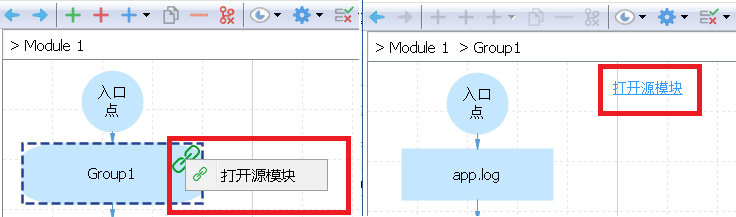 > Module 1
入口
点
Group1
打开源模块
> Module 1 > Group1
打开源模块
入口
点
app.log